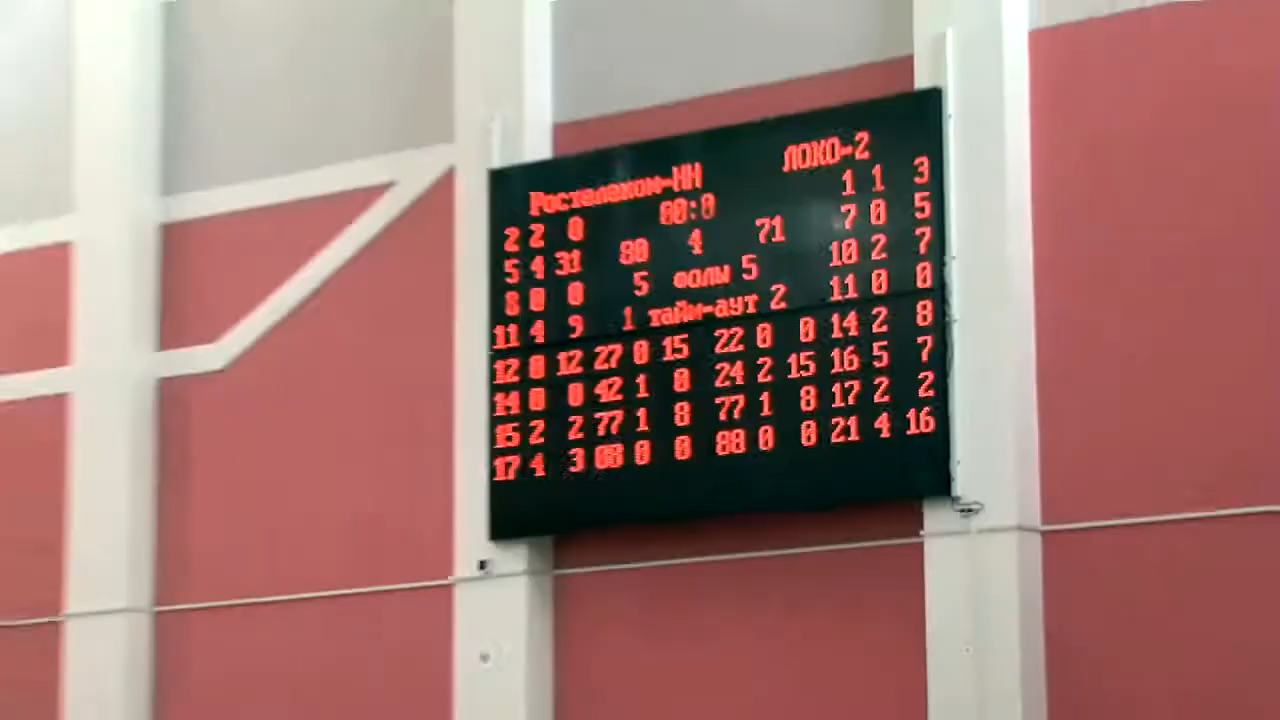 Ростелеком-НН ЛОКО-2
2 2 0 00:0 1 1 3
5 4 31 80 4 71 7 0 5
8 0 0 5 фолы 5 10 2 7
11 4 9 1 тайм-аут 2 11 0 0
12 0 12 27 0 15 22 0 0 14 2 8
14 0 0 42 1 0 24 2 15 16 5 7
15 2 2 77 1 8 77 1 8 17 2 2
17 4 3 08 0 0 88 0 0 21 4 16